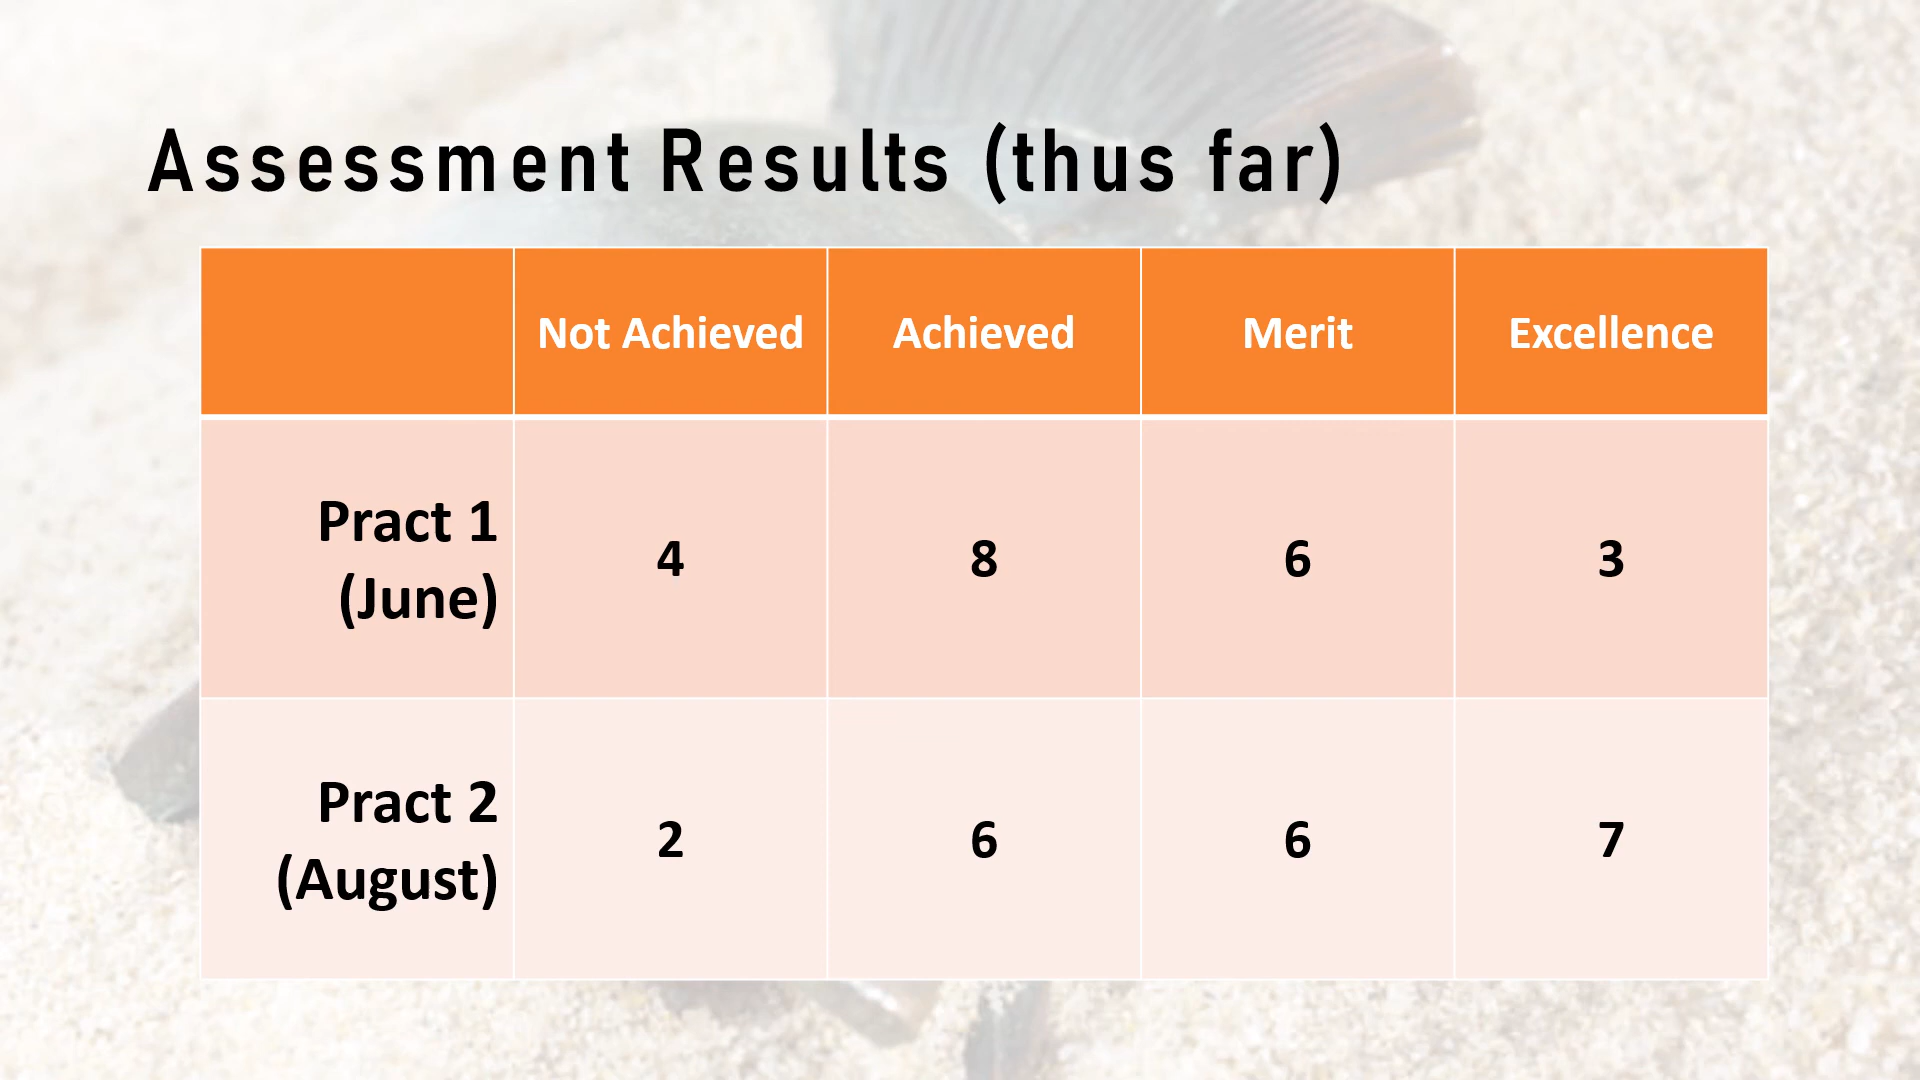 Assessment Results (thus far)
Not Achieved Achieved Merit Excellence
Pract 1
(June) 4 8 6 3
Pract 2
(August) 2 6 6 7